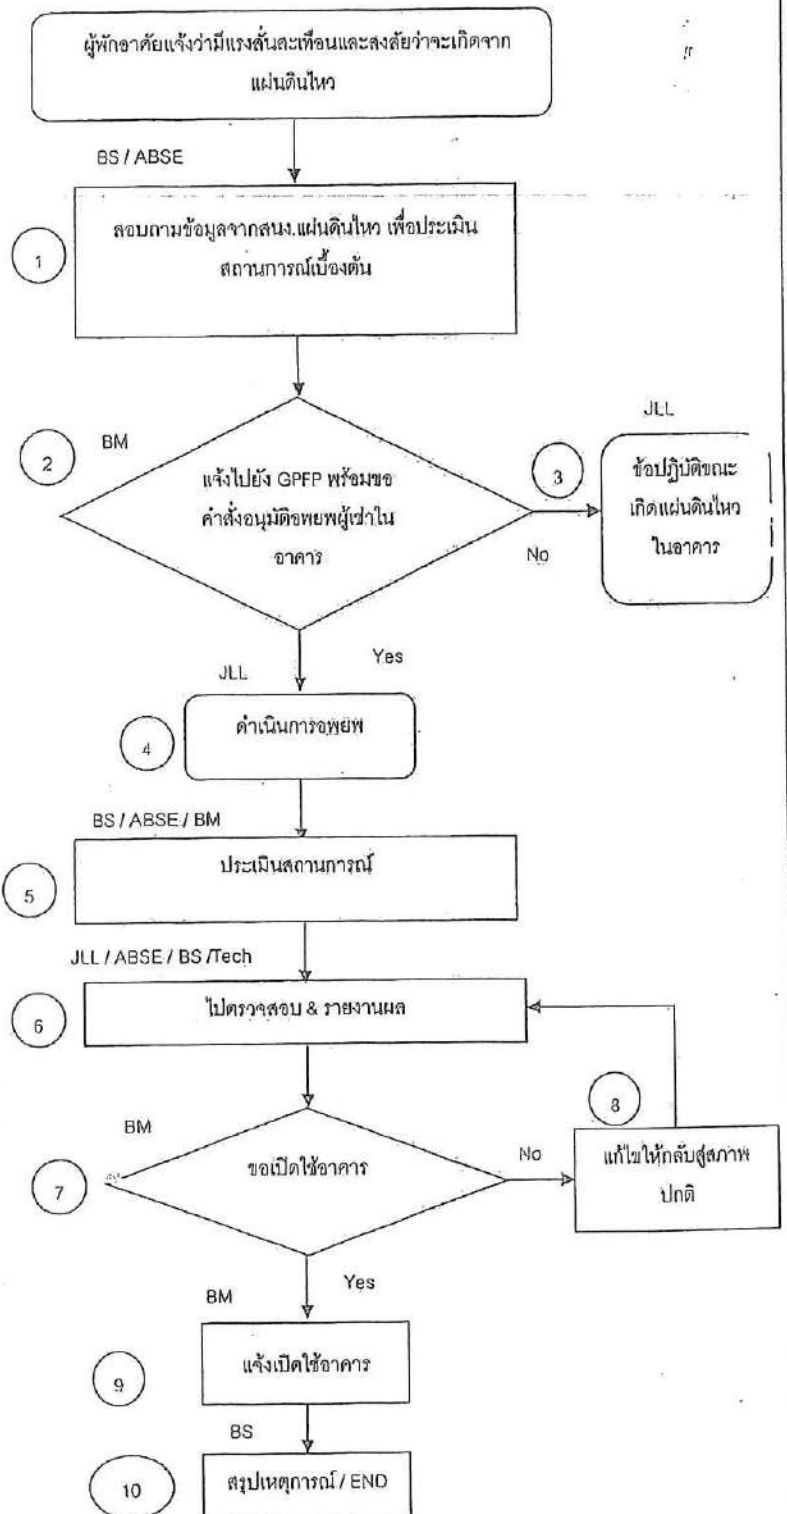 ผู้พักอาศัยแจ้งว่ามีแรงสั่นสะเทือนและสงสัยว่าจะเกิดจาก
แผ่นดินไหว
BS / ABSE
1
สอบถามข้อมูลจากสนง.แผ่นดินไหว เพื่อประเมิน
สถานการณ์เบื้องต้น
2
BM
แจ้งไปยัง GPFP พร้อมขอ
คำสั่งอนุมัติอพยพผู้เช่าใน
อาคาร
3
No
JLL
ข้อปฏิบัติขณะ
เกิดแผ่นดินไหว
ในอาคาร
Yes
JLL
4
ดำเนินการอพยพ
BS / ABSE / BM
5
ประเมินสถานการณ์
JLL / ABSE / BS /Tech
6
ไปตรวจสอบ & รายงานผล
BM
7
ขอเปิดใช้อาคาร
No
8
แก้ไขให้กลับสู่สภาพ
ปกติ
Yes
BM
9
แจ้งเปิดใช้อาคาร
BS
10
สรุปเหตุการณ์ / END